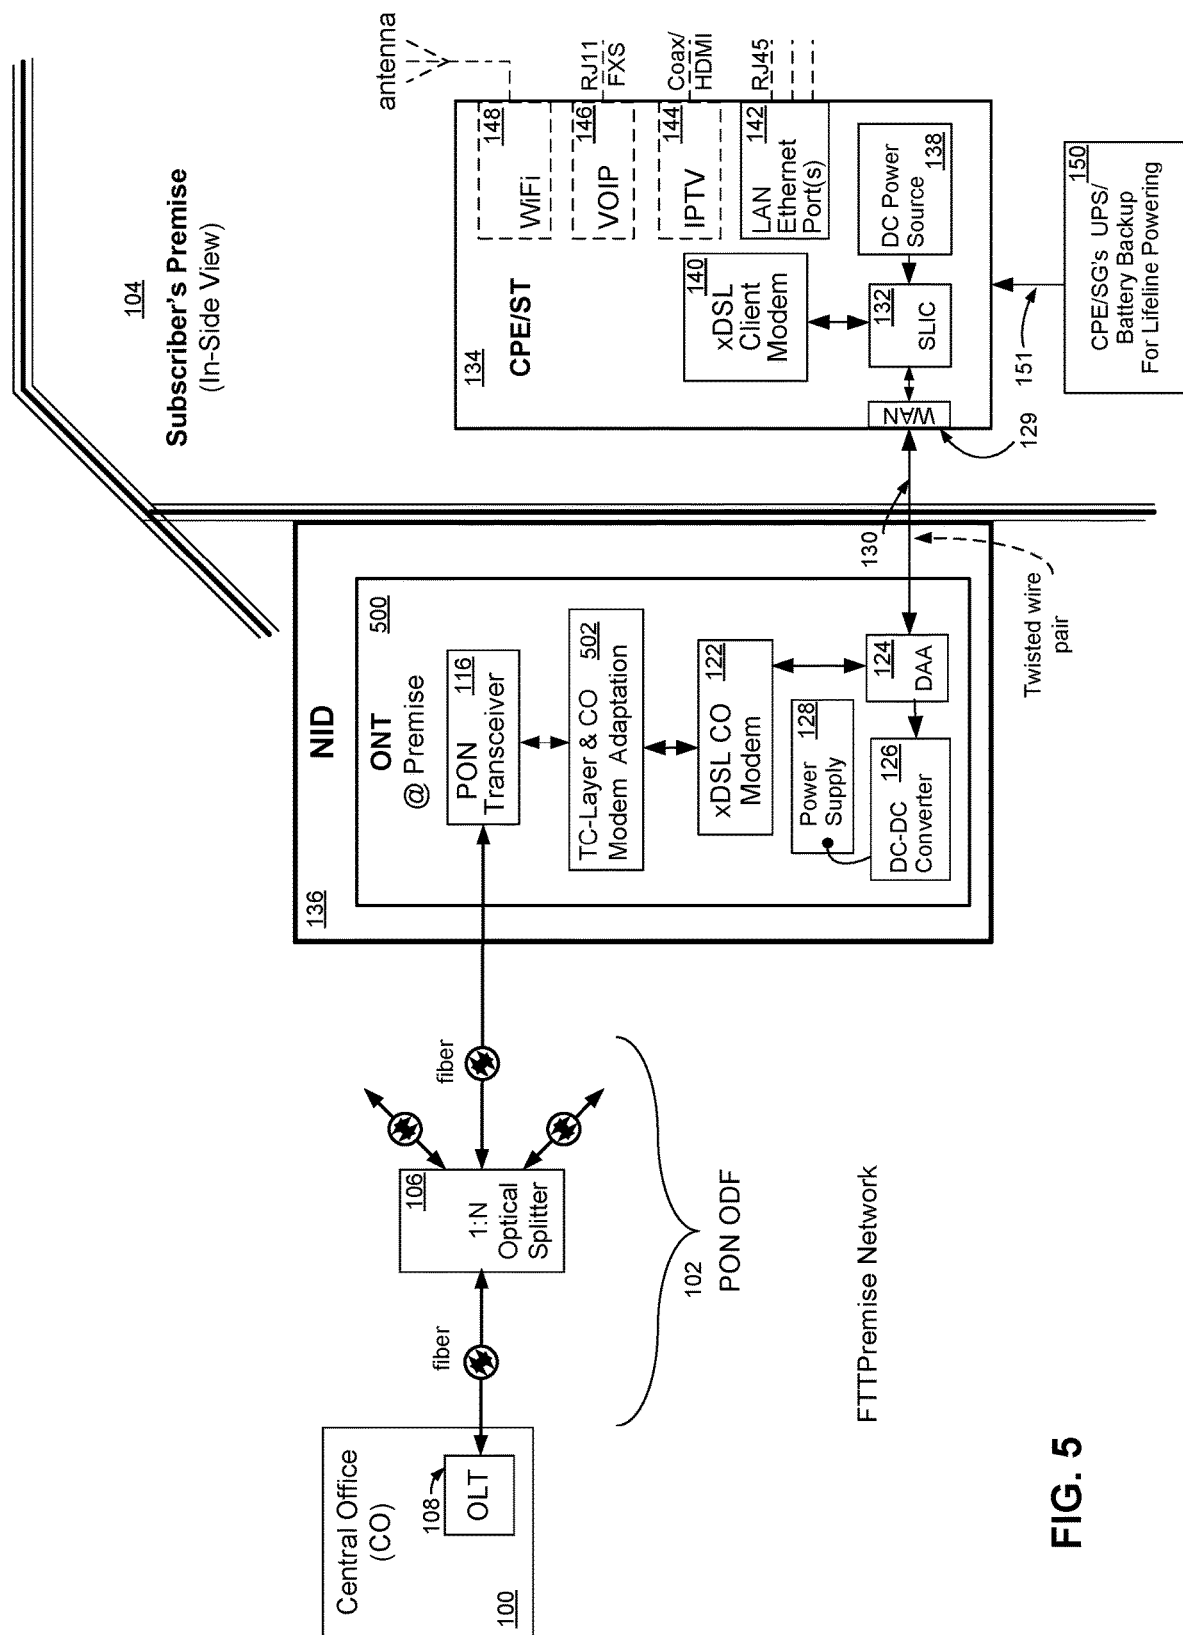 Central Office
(CO)
108
OLT
100
fiber
106
1:N
Optical
Splitter
fiber
102
PON ODF
FTTPremise Network
NID
136
ONT
500
@ Premise
116
PON
Transceiver
502
TC-Layer & CO
Modem Adaptation
122
xDSL CO
Modem
128
Power
Supply
124
DAA
126
DC-DC
Converter
130
Twisted wire
pair
104
Subscriber's Premise
(In-Side View)
134
CPE/ST
antenna
148
WiFi
RJ11
FXS
146
VOIP
Coax/
HDMI
144
IPTV
RJ45
142
LAN
Ethernet
Port(s)
140
xDSL
Client
Modem
DC Power
Source
138
132
SLIC
WAN
129
151
150
CPE/SG's UPS/
Battery Backup
For Lifeline Powering
FIG. 5